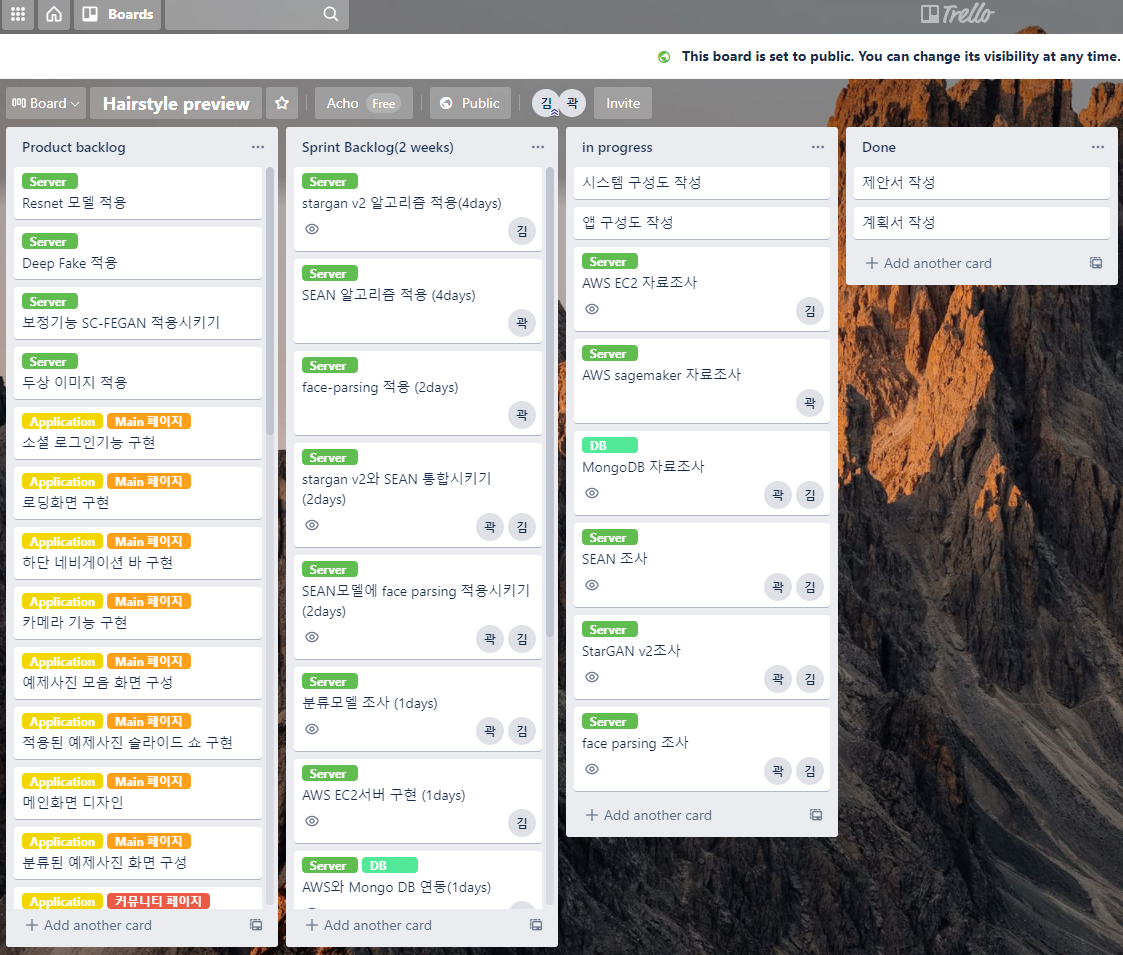 Boards
Trello
This board is set to public. You can change its visibility at any time.
Board
Hairstyle preview
Acho Free
Public
김 곽
Invite
Product backlog
Server
Resnet 모델 적용
Server
Deep Fake 적용
Server
보정기능 SC-FEGAN 적용시키기
Server
두상 이미지 적용
Application Main 페이지
소셜 로그인기능 구현
Application Main 페이지
로딩화면 구현
Application Main 페이지
하단 네비게이션 바 구현
Application Main 페이지
카메라 기능 구현
Application Main 페이지
예제사진 모음 화면 구성
Application Main 페이지
적용된 예제사진 슬라이드 쇼 구현
Application Main 페이지
메인화면 디자인
Application Main 페이지
분류된 예제사진 화면 구성
Application 커뮤니티 페이지
Add another card
Sprint Backlog(2 weeks)
Server
stargan v2 알고리즘 적용(4days)
김
Server
SEAN 알고리즘 적용 (4days)
곽
Server
face-parsing 적용 (2days)
곽
Server
stargan v2와 SEAN 통합시키기
(2days)
곽 김
Server
SEAN모델에 face parsing 적용시키기
(2days)
곽 김
Server
분류모델 조사 (1days)
곽 김
Server
AWS EC2서버 구현 (1days)
김
Server DB
AWS와 Mongo DB 연동(1days)
Add another card
in progress
시스템 구성도 작성
앱 구성도 작성
Server
AWS EC2 자료조사
김
Server
AWS sagemaker 자료조사
곽
DB
MongoDB 자료조사
곽 김
Server
SEAN 조사
곽 김
Server
StarGAN v2조사
곽 김
Server
face parsing 조사
곽 김
Add another card
Done
제안서 작성
계획서 작성
Add another card